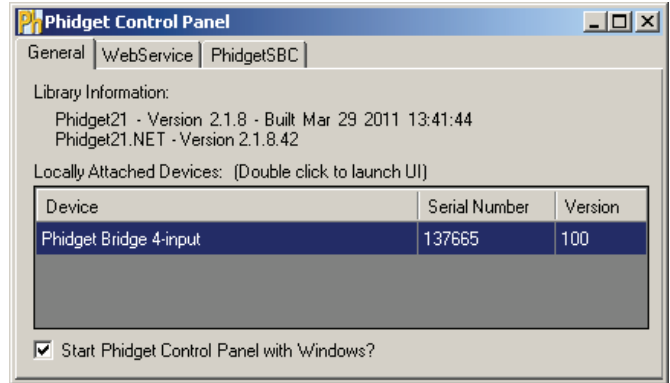 Ph Phidget Control Panel
General WebService PhidgetSBC
Library Information:
Phidget21 - Version 2.1.8 - Built Mar 29 2011 13:41:44
Phidget21.NET - Version 2.1.8.42
Locally Attached Devices: (Double click to launch UI)
Device Serial Number Version
Phidget Bridge 4-input 137665 100
Start Phidget Control Panel with Windows?